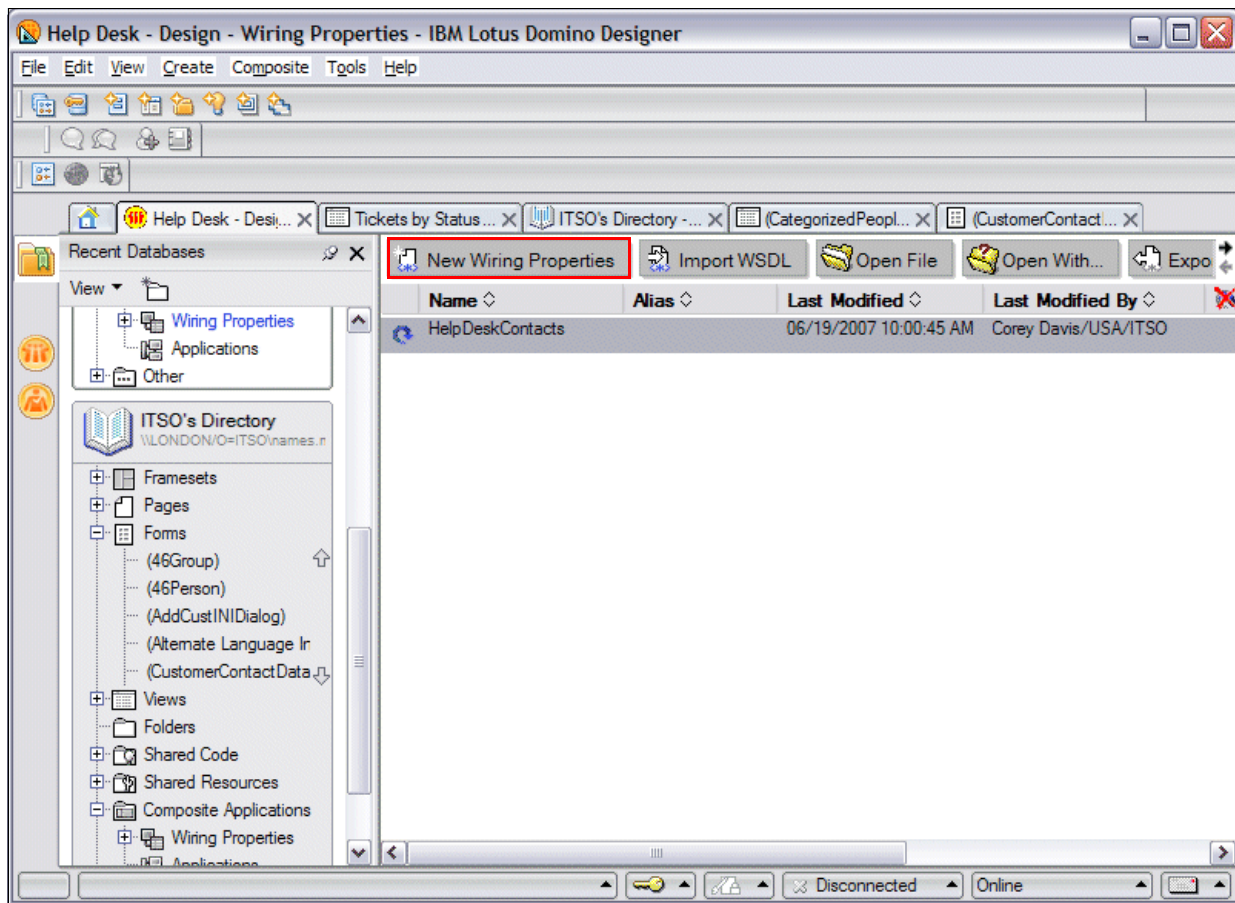 Help Desk - Design - Wiring Properties - IBM Lotus Domino Designer
File Edit View Create Composite Tools Help
Help Desk - Desi... Tickets by Status ... ITSO's Directory -... (CategorizedPeopl... (CustomerContact...
Recent Databases
View
New Wiring Properties Import WSDL Open File Open With... Expo
Name Alias Last Modified Last Modified By
HelpDeskContacts 06/19/2007 10:00:45 AM Corey Davis/USA/ITSO
Wiring Properties
Applications
Other
ITSO's Directory
\\LONDON/O=ITSO\names.n
Framesets
Pages
Forms
(46Group)
(46Person)
(AddCustINIDialog)
(Alternate Language In
(CustomerContactData
Views
Folders
Shared Code
Shared Resources
Composite Applications
Wiring Properties
Applications
Disconnected Online